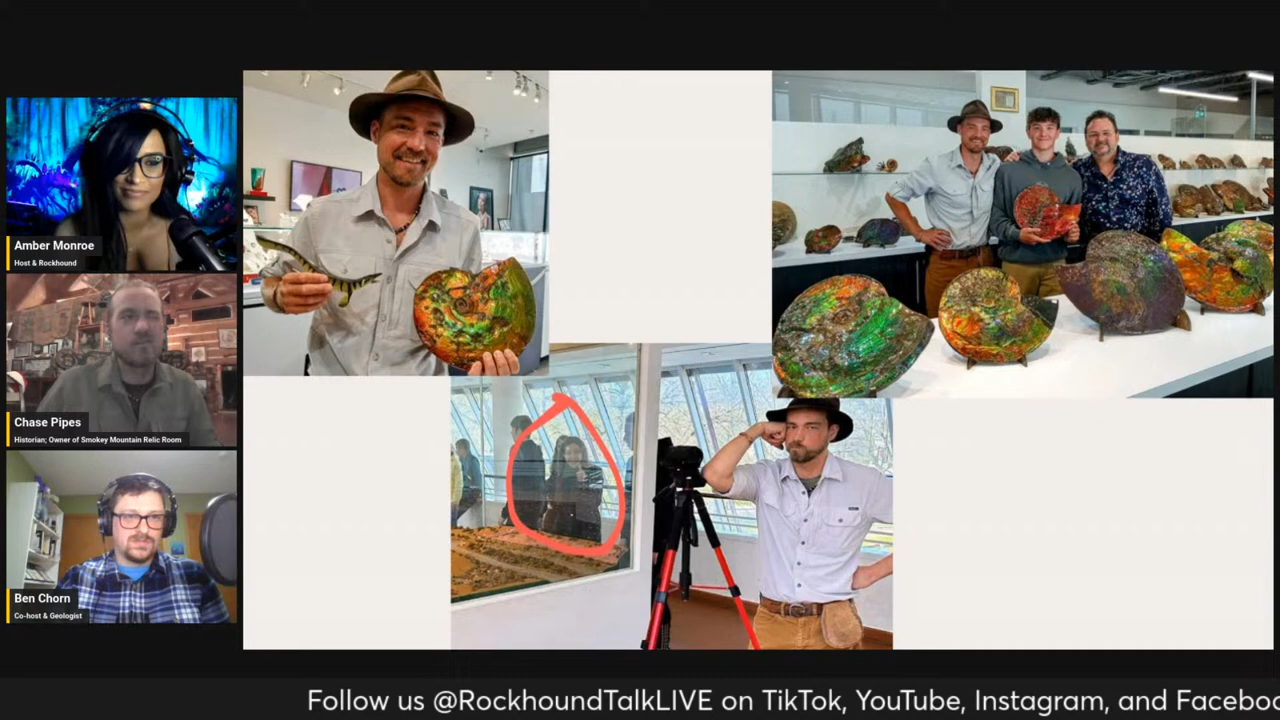 Amber Monroe
Host & Rockhound
Chase Pipes
Historian; Owner of Smokey Mountain Relic Room
Ben Chorn
Co-host & Geologist
Follow us @RockhoundTalkLIVE on TikTok, YouTube, Instagram, and Faceboo